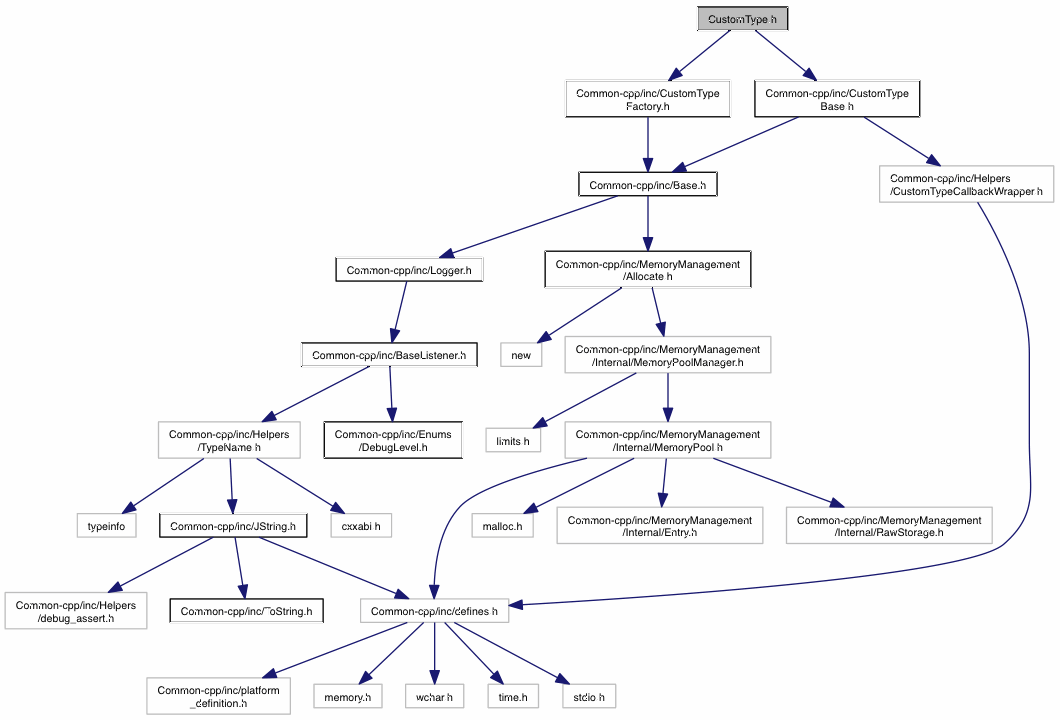 CustomType.h
Common-cpp/inc/CustomType
Factory.h
Common-cpp/inc/CustomType
Base.h
Common-cpp/inc/Base.h
Common-cpp/inc/Helpers
/CustomTypeCallbackWrapper.h
Common-cpp/inc/Logger.h
Common-cpp/inc/MemoryManagement
/Allocate.h
Common-cpp/inc/BaseListener.h
new
Common-cpp/inc/MemoryManagement
/Internal/MemoryPoolManager.h
Common-cpp/inc/Helpers
/TypeName.h
Common-cpp/inc/Enums
/DebugLevel.h
limits.h
Common-cpp/inc/MemoryManagement
/Internal/MemoryPool.h
typeinfo
Common-cpp/inc/JString.h
cxxabi.h
malloc.h
Common-cpp/inc/MemoryManagement
/Internal/Entry.h
Common-cpp/inc/MemoryManagement
/Internal/RawStorage.h
Common-cpp/inc/Helpers
/debug_assert.h
Common-cpp/inc/ToString.h
Common-cpp/inc/defines.h
Common-cpp/inc/platform
_definition.h
memory.h
wchar.h
time.h
stdio.h